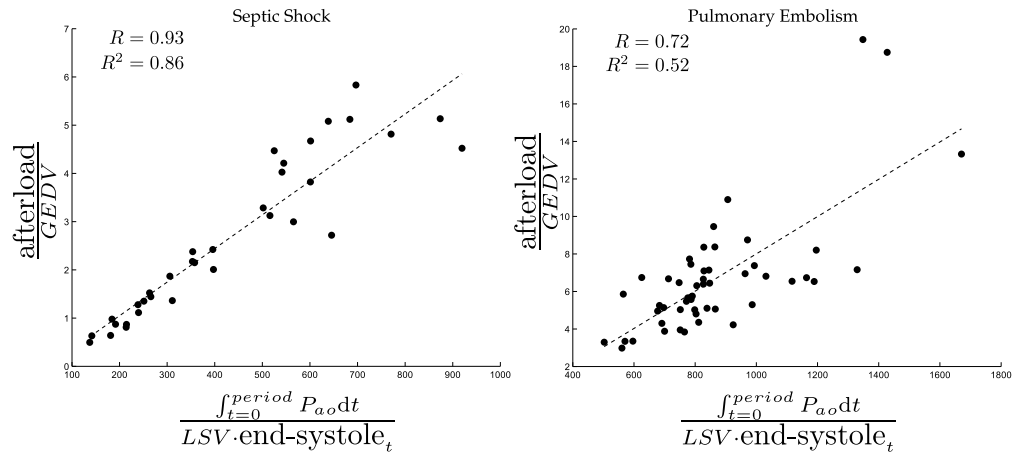 Septic Shock
R = 0.93
R² = 0.86
7
6
5
4
3
2
1
0
100 200 300 400 500 600 700 800 900 1000
afterload
GEDV
∫_{t=0}^{period} P_{ao}dt
LSV·end-systole_t
Pulmonary Embolism
R = 0.72
R² = 0.52
20
18
16
14
12
10
8
6
4
2
400 600 800 1000 1200 1400 1600 1800
afterload
GEDV
∫_{t=0}^{period} P_{ao}dt
LSV·end-systole_t